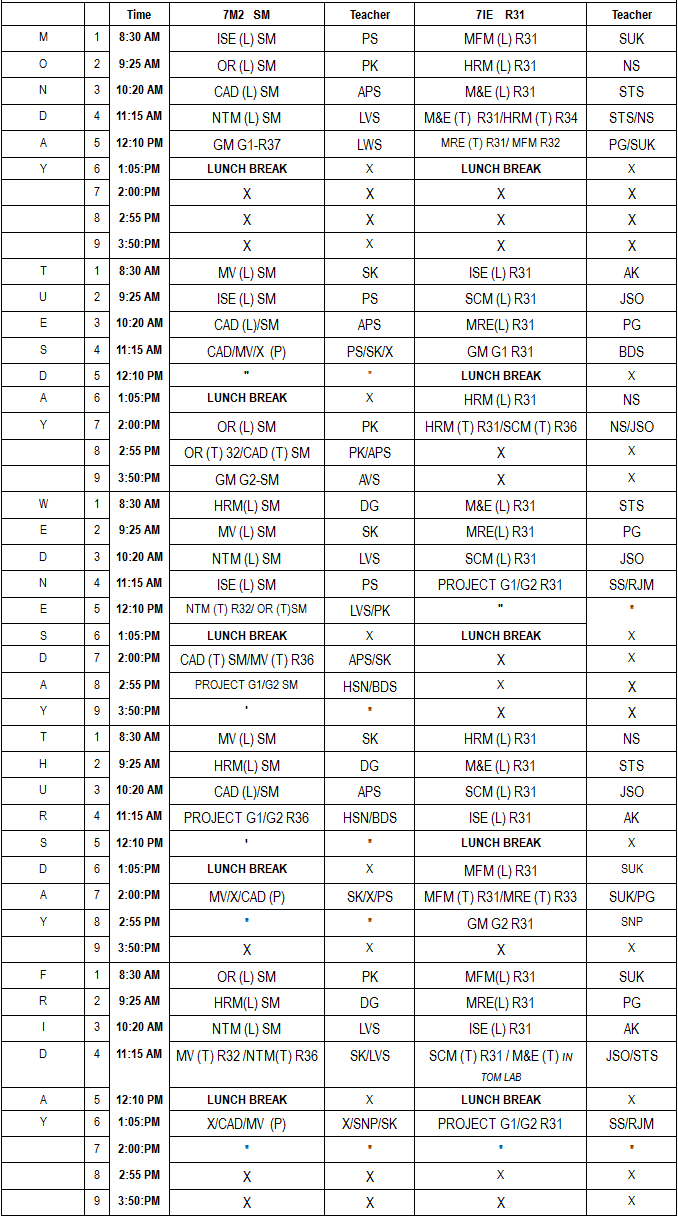 Time 7M2 SM Teacher 7IE R31 Teacher
M 1 8:30 AM ISE (L) SM PS MFM (L) R31 SUK
O 2 9:25 AM OR (L) SM PK HRM (L) R31 NS
N 3 10:20 AM CAD (L) SM APS M&E (L) R31 STS
D 4 11:15 AM NTM (L) SM LVS M&E (T) R31/HRM (T) R34 STS/NS
A 5 12:10 PM GM G1-R37 LWS MRE (T) R31/ MFM R32 PG/SUK
Y 6 1:05:PM LUNCH BREAK X LUNCH BREAK X
7 2:00:PM X X X X
8 2:55 PM X X X X
9 3:50:PM X X X X
T 1 8:30 AM MV (L) SM SK ISE (L) R31 AK
U 2 9:25 AM ISE (L) SM PS SCM (L) R31 JSO
E 3 10:20 AM CAD (L)/SM APS MRE(L) R31 PG
S 4 11:15 AM CAD/MV/X (P) PS/SK/X GM G1 R31 BDS
D 5 12:10 PM " " LUNCH BREAK X
A 6 1:05:PM LUNCH BREAK X HRM (L) R31 NS
Y 7 2:00:PM OR (L) SM PK HRM (T) R31/SCM (T) R36 NS/JSO
8 2:55 PM OR (T) 32/CAD (T) SM PK/APS X X
9 3:50:PM GM G2-SM AVS X X
W 1 8:30 AM HRM(L) SM DG M&E (L) R31 STS
E 2 9:25 AM MV (L) SM SK MRE(L) R31 PG
D 3 10:20 AM NTM (L) SM LVS SCM (L) R31 JSO
N 4 11:15 AM ISE (L) SM PS PROJECT G1/G2 R31 SS/RJM
E 5 12:10 PM NTM (T) R32/ OR (T)SM LVS/PK " "
S 6 1:05:PM LUNCH BREAK X LUNCH BREAK X
D 7 2:00:PM CAD (T) SM/MV (T) R36 APS/SK X X
A 8 2:55 PM PROJECT G1/G2 SM HSN/BDS X X
Y 9 3:50:PM ' " X X
T 1 8:30 AM MV (L) SM SK HRM (L) R31 NS
H 2 9:25 AM HRM(L) SM DG M&E (L) R31 STS
U 3 10:20 AM CAD (L)/SM APS SCM (L) R31 JSO
R 4 11:15 AM PROJECT G1/G2 R36 HSN/BDS ISE (L) R31 AK
S 5 12:10 PM ' " LUNCH BREAK X
D 6 1:05:PM LUNCH BREAK X MFM (L) R31 SUK
A 7 2:00:PM MV/X/CAD (P) SK/X/PS MFM (T) R31/MRE (T) R33 SUK/PG
Y 8 2:55 PM " " GM G2 R31 SNP
9 3:50:PM X X X X
F 1 8:30 AM OR (L) SM PK MFM(L) R31 SUK
R 2 9:25 AM HRM(L) SM DG MRE(L) R31 PG
I 3 10:20 AM NTM (L) SM LVS ISE (L) R31 AK
D 4 11:15 AM MV (T) R32 /NTM(T) R36 SK/LVS SCM (T) R31 / M&E (T) IN JSO/STS
TOM LAB
A 5 12:10 PM LUNCH BREAK X LUNCH BREAK X
Y 6 1:05:PM X/CAD/MV (P) X/SNP/SK PROJECT G1/G2 R31 SS/RJM
7 2:00:PM " " " "
8 2:55 PM X X X X
9 3:50:PM X X X X